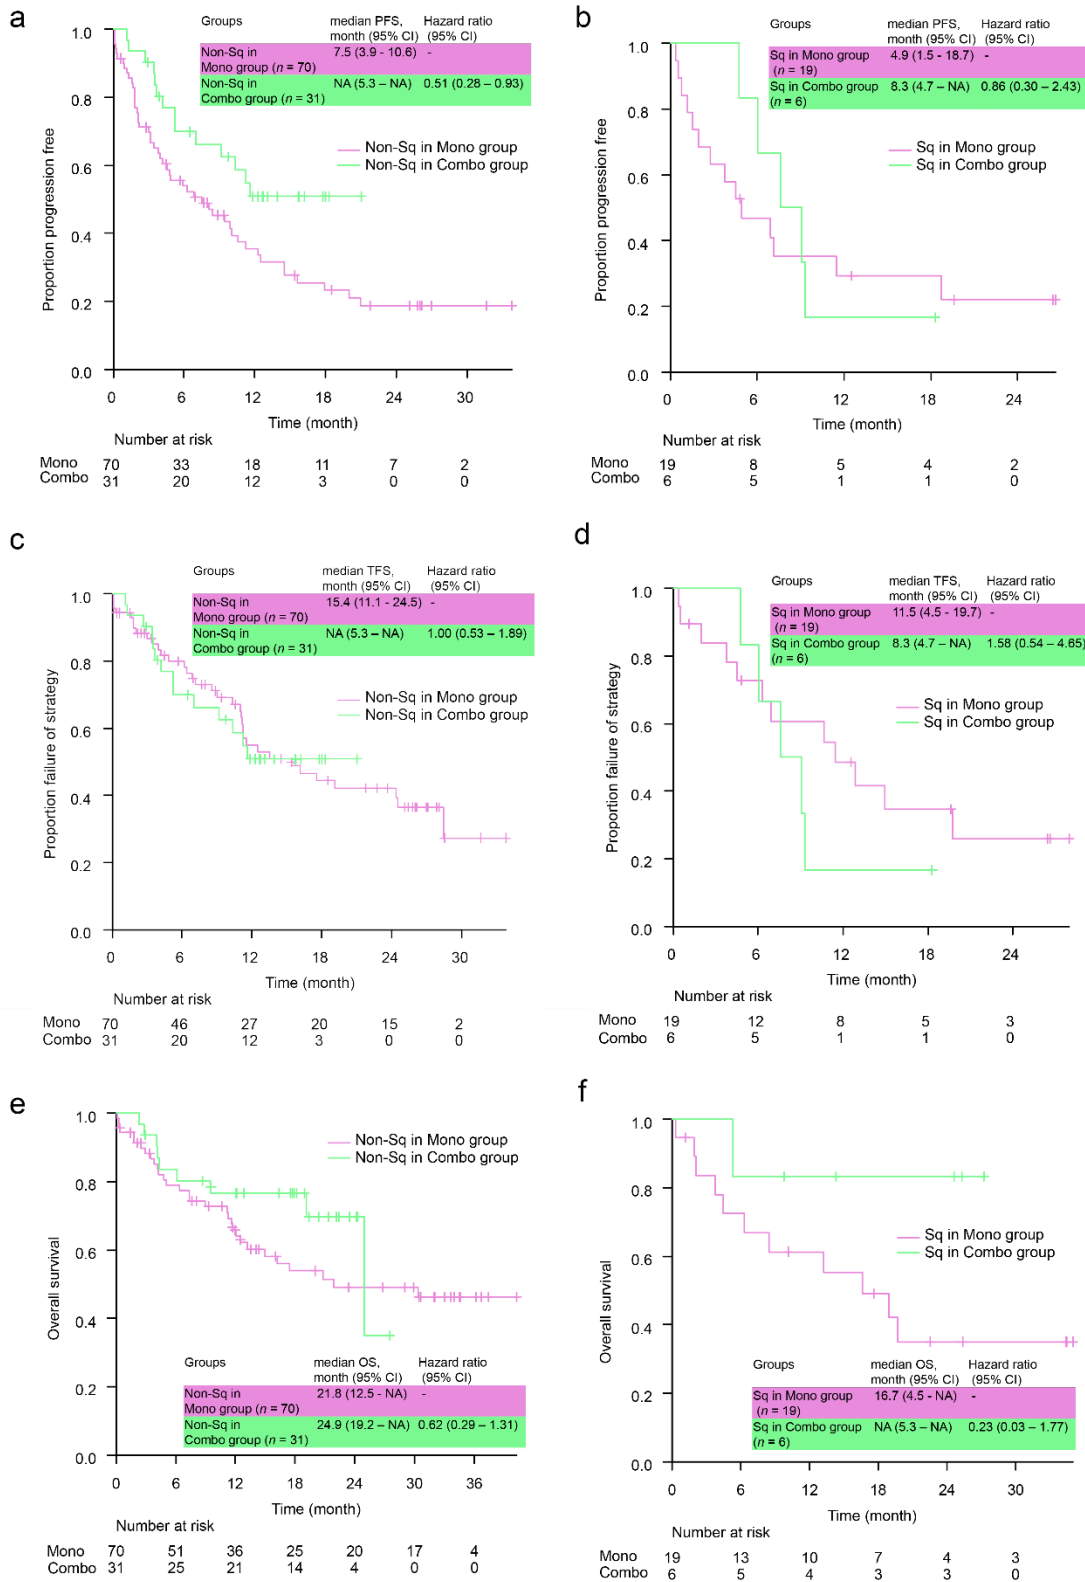 a
Groups median PFS, Hazard ratio
month (95% CI) (95% CI)
Non-Sq in 7.5 (3.9 - 10.6) -
Mono group (n = 70)
Non-Sq in NA (5.3 – NA) 0.51 (0.28 – 0.93)
Combo group (n = 31)
Non-Sq in Mono group
Non-Sq in Combo group
Proportion progression free
1.0
0.8
0.6
0.4
0.2
0.0
0 6 12 18 24 30
Time (month)
Number at risk
Mono 70 33 18 11 7 2
Combo 31 20 12 3 0 0
b
Groups median PFS, Hazard ratio
month (95% CI) (95% CI)
Sq in Mono group 4.9 (1.5 - 18.7) -
(n = 19)
Sq in Combo group 8.3 (4.7 – NA) 0.86 (0.30 – 2.43)
(n = 6)
Sq in Mono group
Sq in Combo group
Proportion progression free
1.0
0.8
0.6
0.4
0.2
0.0
0 6 12 18 24
Time (month)
Number at risk
Mono 19 8 5 4 2
Combo 6 5 1 1 0
c
Groups median TFS, Hazard ratio
month (95% CI) (95% CI)
Non-Sq in 15.4 (11.1 - 24.5) -
Mono group (n = 70)
Non-Sq in NA (5.3 – NA) 1.00 (0.53 – 1.89)
Combo group (n = 31)
Non-Sq in Mono group
Non-Sq in Combo group
Proportion failure of strategy
1.0
0.8
0.6
0.4
0.2
0.0
0 6 12 18 24 30
Time (month)
Number at risk
Mono 70 46 27 20 15 2
Combo 31 20 12 3 0 0
d
Groups median TFS, Hazard ratio
month (95% CI) (95% CI)
Sq in Mono group 11.5 (4.5 - 19.7) -
(n = 19)
Sq in Combo group 8.3 (4.7 – NA) 1.58 (0.54 – 4.65)
(n = 6)
Sq in Mono group
Sq in Combo group
Proportion failure of strategy
1.0
0.8
0.6
0.4
0.2
0.0
0 6 12 18 24
Time (month)
Number at risk
Mono 19 12 8 5 3
Combo 6 5 1 1 0
e
Non-Sq in Mono group
Non-Sq in Combo group
Overall survival
1.0
0.8
0.6
0.4
0.2
0.0
Groups median OS, Hazard ratio
month (95% CI) (95% CI)
Non-Sq in 21.8 (12.5 - NA) -
Mono group (n = 70)
Non-Sq in 24.9 (19.2 – NA) 0.62 (0.29 – 1.31)
Combo group (n = 31)
0 6 12 18 24 30 36
Time (month)
Number at risk
Mono 70 51 36 25 20 17 4
Combo 31 25 21 14 4 0 0
f
Sq in Mono group
Sq in Combo group
Overall survival
1.0
0.8
0.6
0.4
0.2
0.0
Groups median OS, Hazard ratio
month (95% CI) (95% CI)
Sq in Mono group 16.7 (4.5 - NA) -
(n = 19)
Sq in Combo group NA (5.3 – NA) 0.23 (0.03 – 1.77)
(n = 6)
0 6 12 18 24 30
Time (month)
Number at risk
Mono 19 13 10 7 4 3
Combo 6 5 4 3 3 0